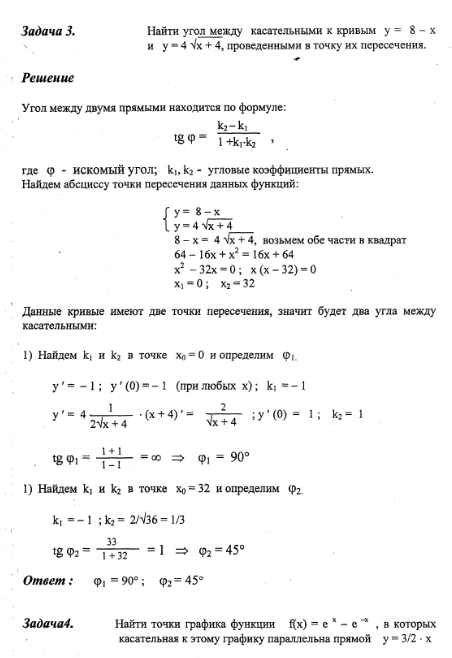 Задача 3. Найти угол между касательными к кривым y = 8 – x
и y = 4 √x + 4, проведенными в точку их пересечения.
Решение
Угол между двумя прямыми находится по формуле:
tg φ = (k₂ – k₁) / (1 + k₁·k₂) ,
где φ - искомый угол; k₁, k₂ - угловые коэффициенты прямых.
Найдем абсциссу точки пересечения данных функций:
{ y = 8 – x
y = 4 √x + 4
8 – x = 4 √x + 4, возьмем обе части в квадрат
64 – 16x + x² = 16x + 64
x² – 32x = 0 ; x (x – 32) = 0
x₁ = 0 ; x₂ = 32
Данные кривые имеют две точки пересечения, значит будет два угла между
касательными:
1) Найдем k₁ и k₂ в точке x₀ = 0 и определим φ₁.
y ′ = – 1 ; y ′ (0) = – 1 (при любых x) ; k₁ = – 1
y ′ = 4 1 / (2√x + 4) · (x + 4) ′ = 2 / √x + 4 ; y ′ (0) = 1 ; k₂ = 1
tg φ₁ = (1 + 1) / (1 – 1) = ∞ ⇒ φ₁ = 90°
1) Найдем k₁ и k₂ в точке x₀ = 32 и определим φ₂.
k₁ = – 1 ; k₂ = 2/√36 = 1/3
tg φ₂ = 33 / (1 + 32) = 1 ⇒ φ₂ = 45°
Ответ : φ₁ = 90° ; φ₂ = 45°
Задача4. Найти точки графика функции f(x) = e ˣ – e ⁻ˣ , в которых
касательная к этому графику параллельна прямой y = 3/2 · x